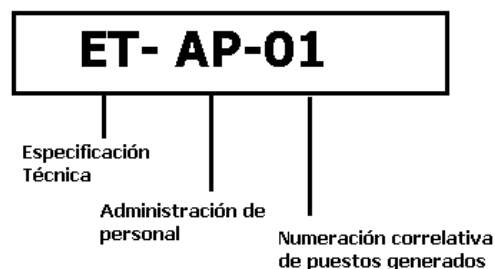 ET- AP-01
Especificación
Técnica
Administración de
personal
Numeración correlativa
de puestos generados